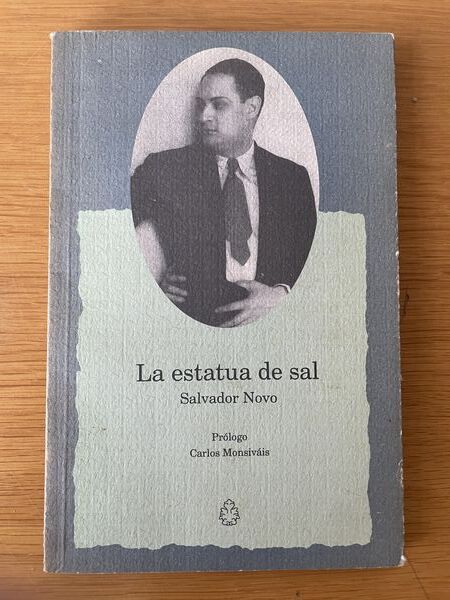 La estatua de sal
Salvador Novo
Prólogo
Carlos Monsiváis